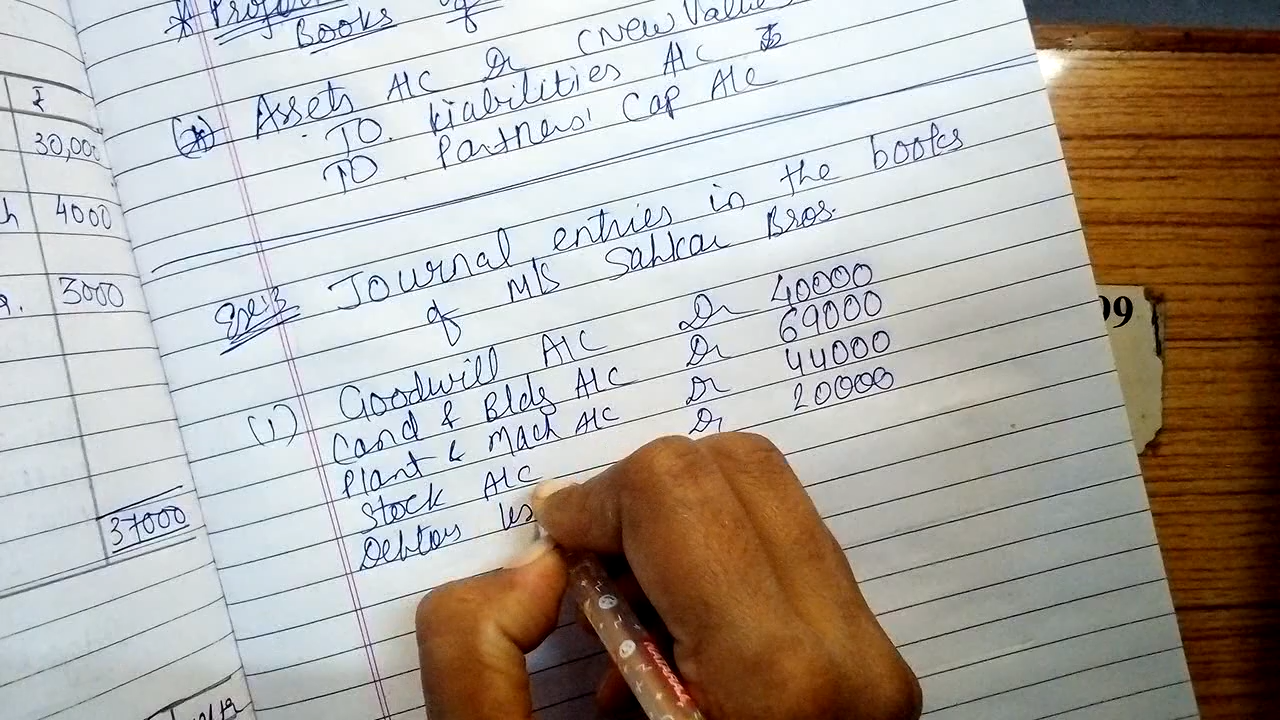 ₹
30,000
4000
3000
37000
Books of
Assets A/C Dr (New Value
TO. Liabilities A/C
TO. Partners' Cap A/c
Journal entries in the books
of M/S Sahkar Bros.
(1) Goodwill A/C Dr 40000
Land & Bldg A/C Dr 69000
Plant & Mach A/C Dr 44000
Stock A/C Dr 20000
Debtors
99